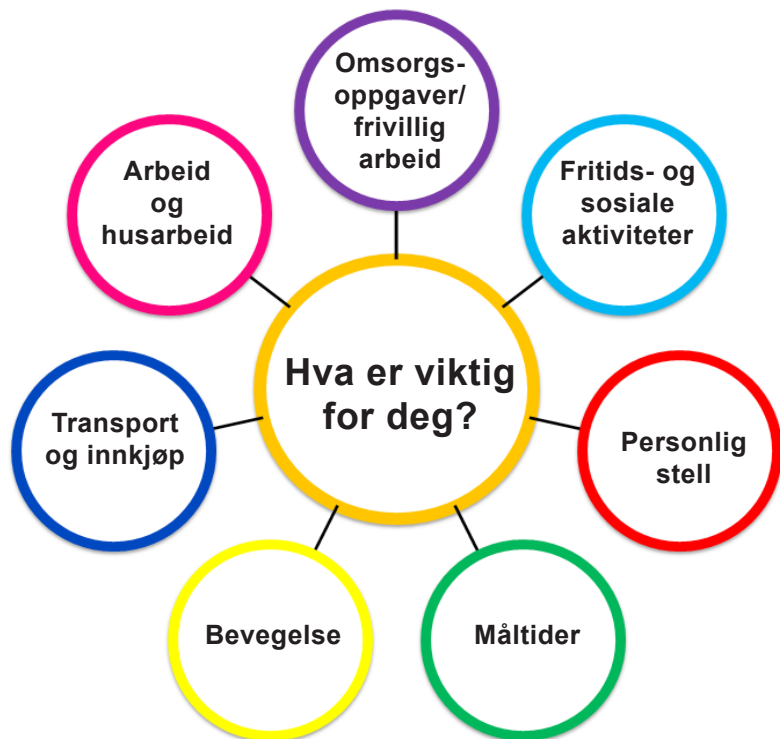 Omsorgs-
oppgaver/
frivillig
arbeid
Fritids- og
sosiale
aktiviteter
Personlig
stell
Måltider
Bevegelse
Transport
og innkjøp
Arbeid
og
husarbeid
Hva er viktig
for deg?